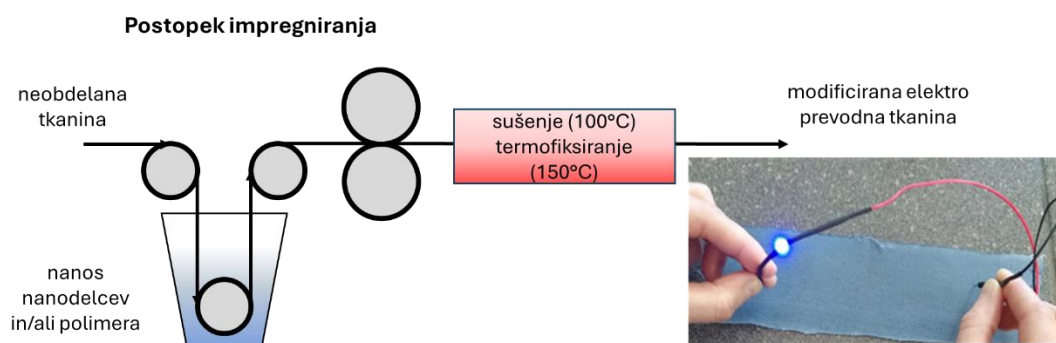 Postopek impregniranja
neobdelana
tkanina
sušenje (100°C)
termofiksiranje
(150°C)
modificirana elektro
prevodna tkanina
nanos
nanodelcev
in/ali polimera